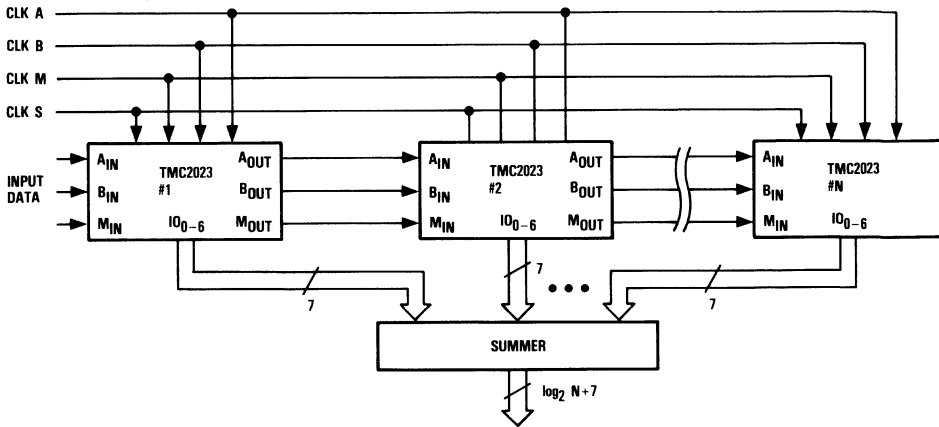 CLK A
CLK B
CLK M
CLK S
INPUT
DATA
A_IN
B_IN
M_IN
TMC2023
#1
IO_0–6
A_OUT
B_OUT
M_OUT
A_IN
B_IN
M_IN
TMC2023
#2
IO_0–6
A_OUT
B_OUT
M_OUT
A_IN
B_IN
M_IN
TMC2023
#N
IO_0–6
7
7
7
SUMMER
log_2 N+7